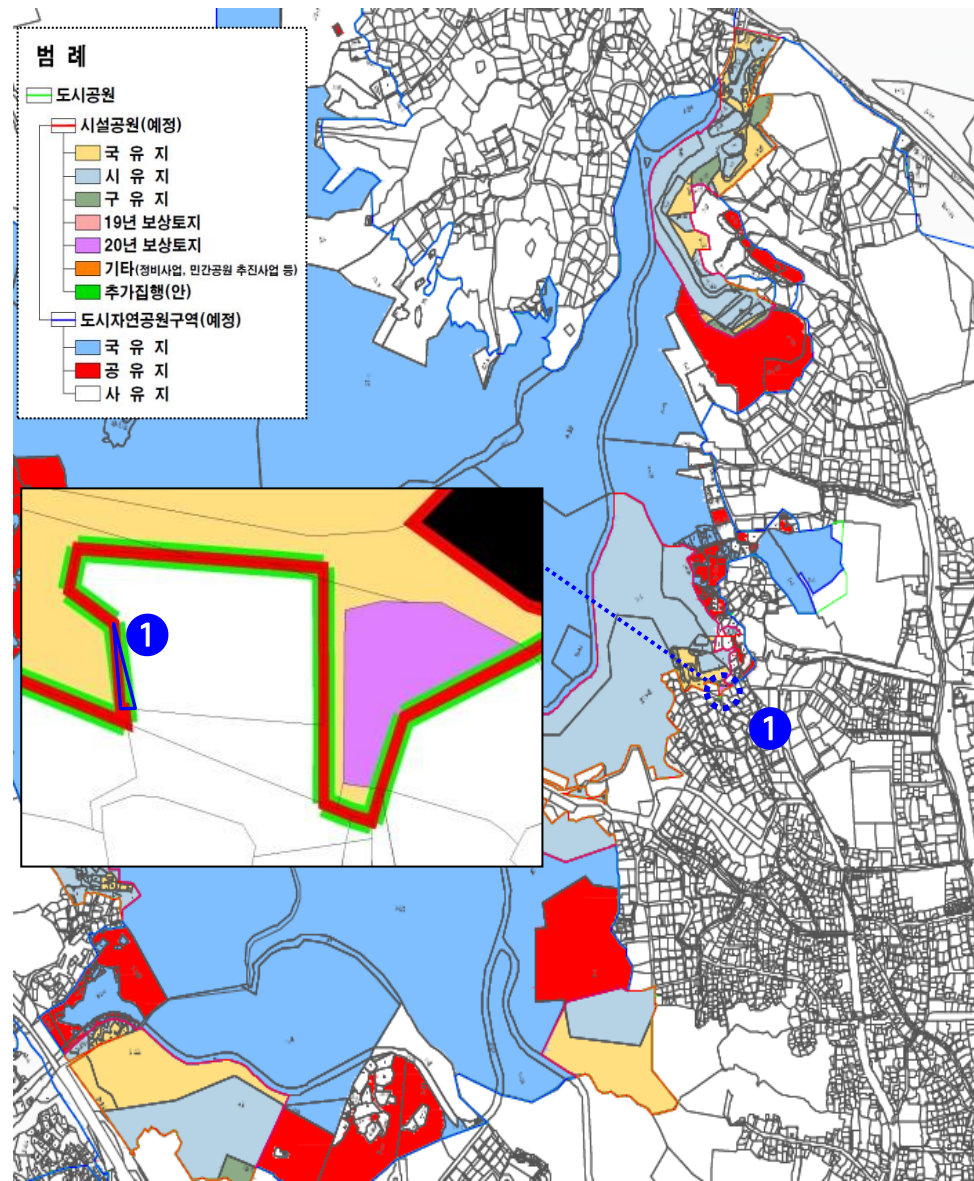 범 례
도시공원
시설공원(예정)
국 유 지
시 유 지
구 유 지
19년 보상토지
20년 보상토지
기타(정비사업, 민간공원 추진사업 등)
추가집행(안)
도시자연공원구역(예정)
국 유 지
공 유 지
사 유 지
1
1